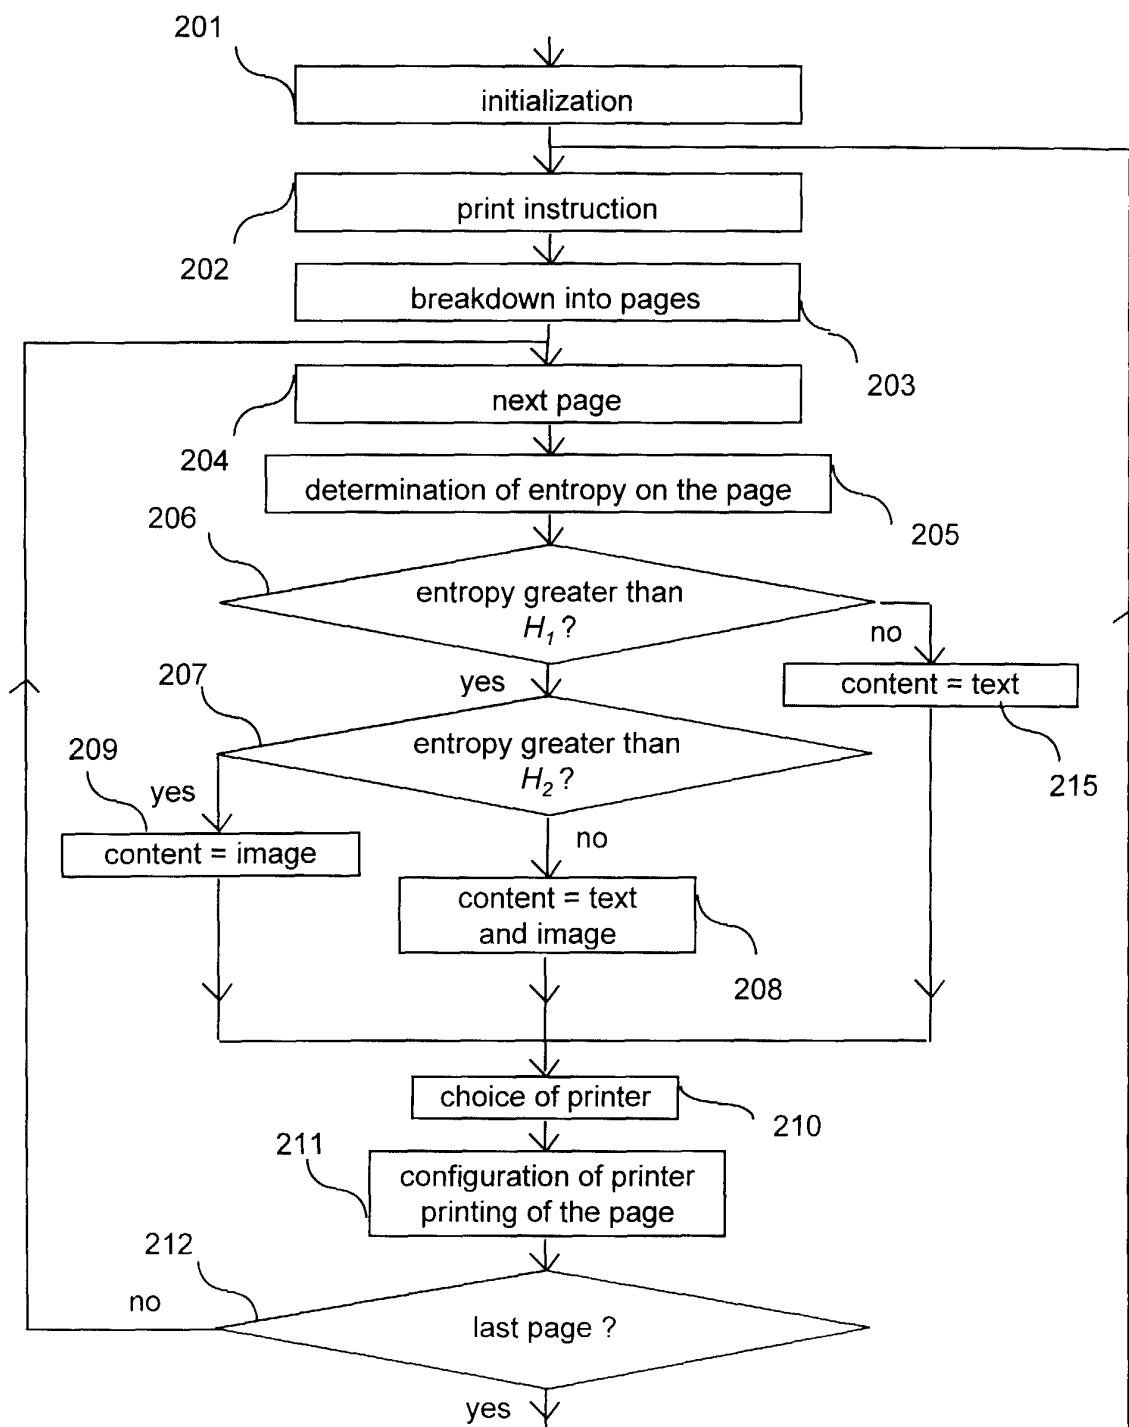 201
initialization
print instruction
202
breakdown into pages
203
next page
204
determination of entropy on the page
205
206
entropy greater than
H1 ?
no
content = text
215
yes
207
entropy greater than
H2 ?
209
yes
content = image
no
content = text
and image
208
choice of printer
210
211
configuration of printer
printing of the page
212
no
last page ?
yes